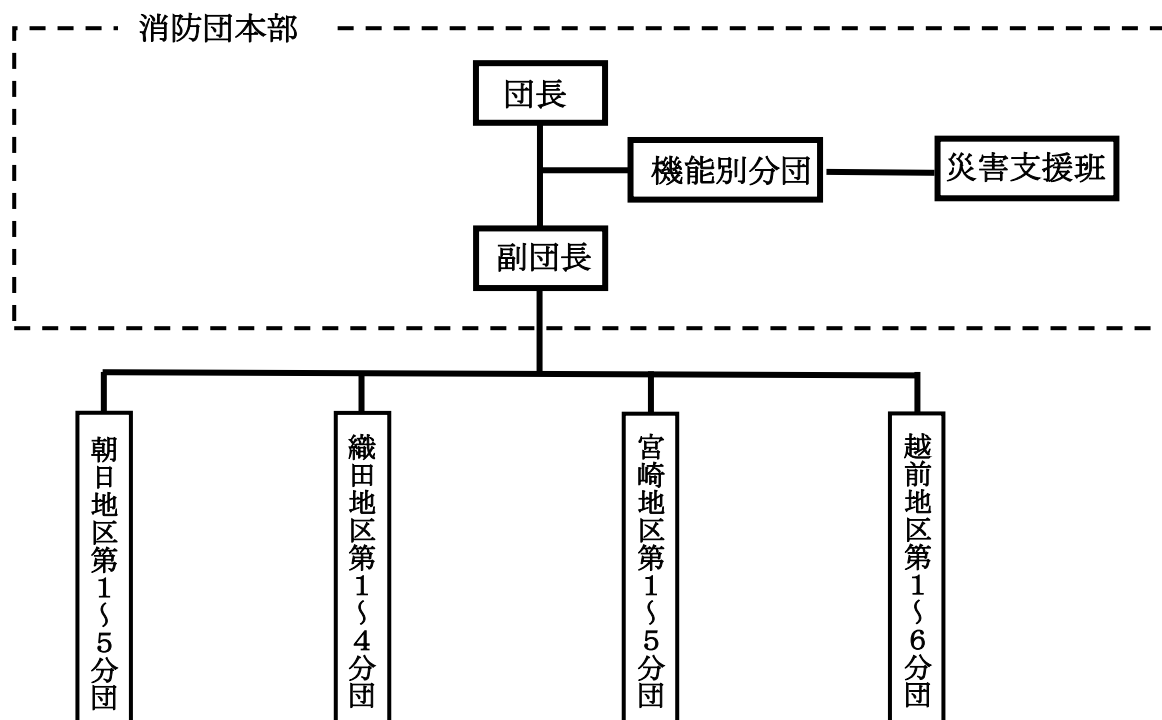 消防団本部
団長
機能別分団
災害支援班
副団長
朝日地区第1～5分団
織田地区第1～4分団
宮崎地区第1～5分団
越前地区第1～6分団